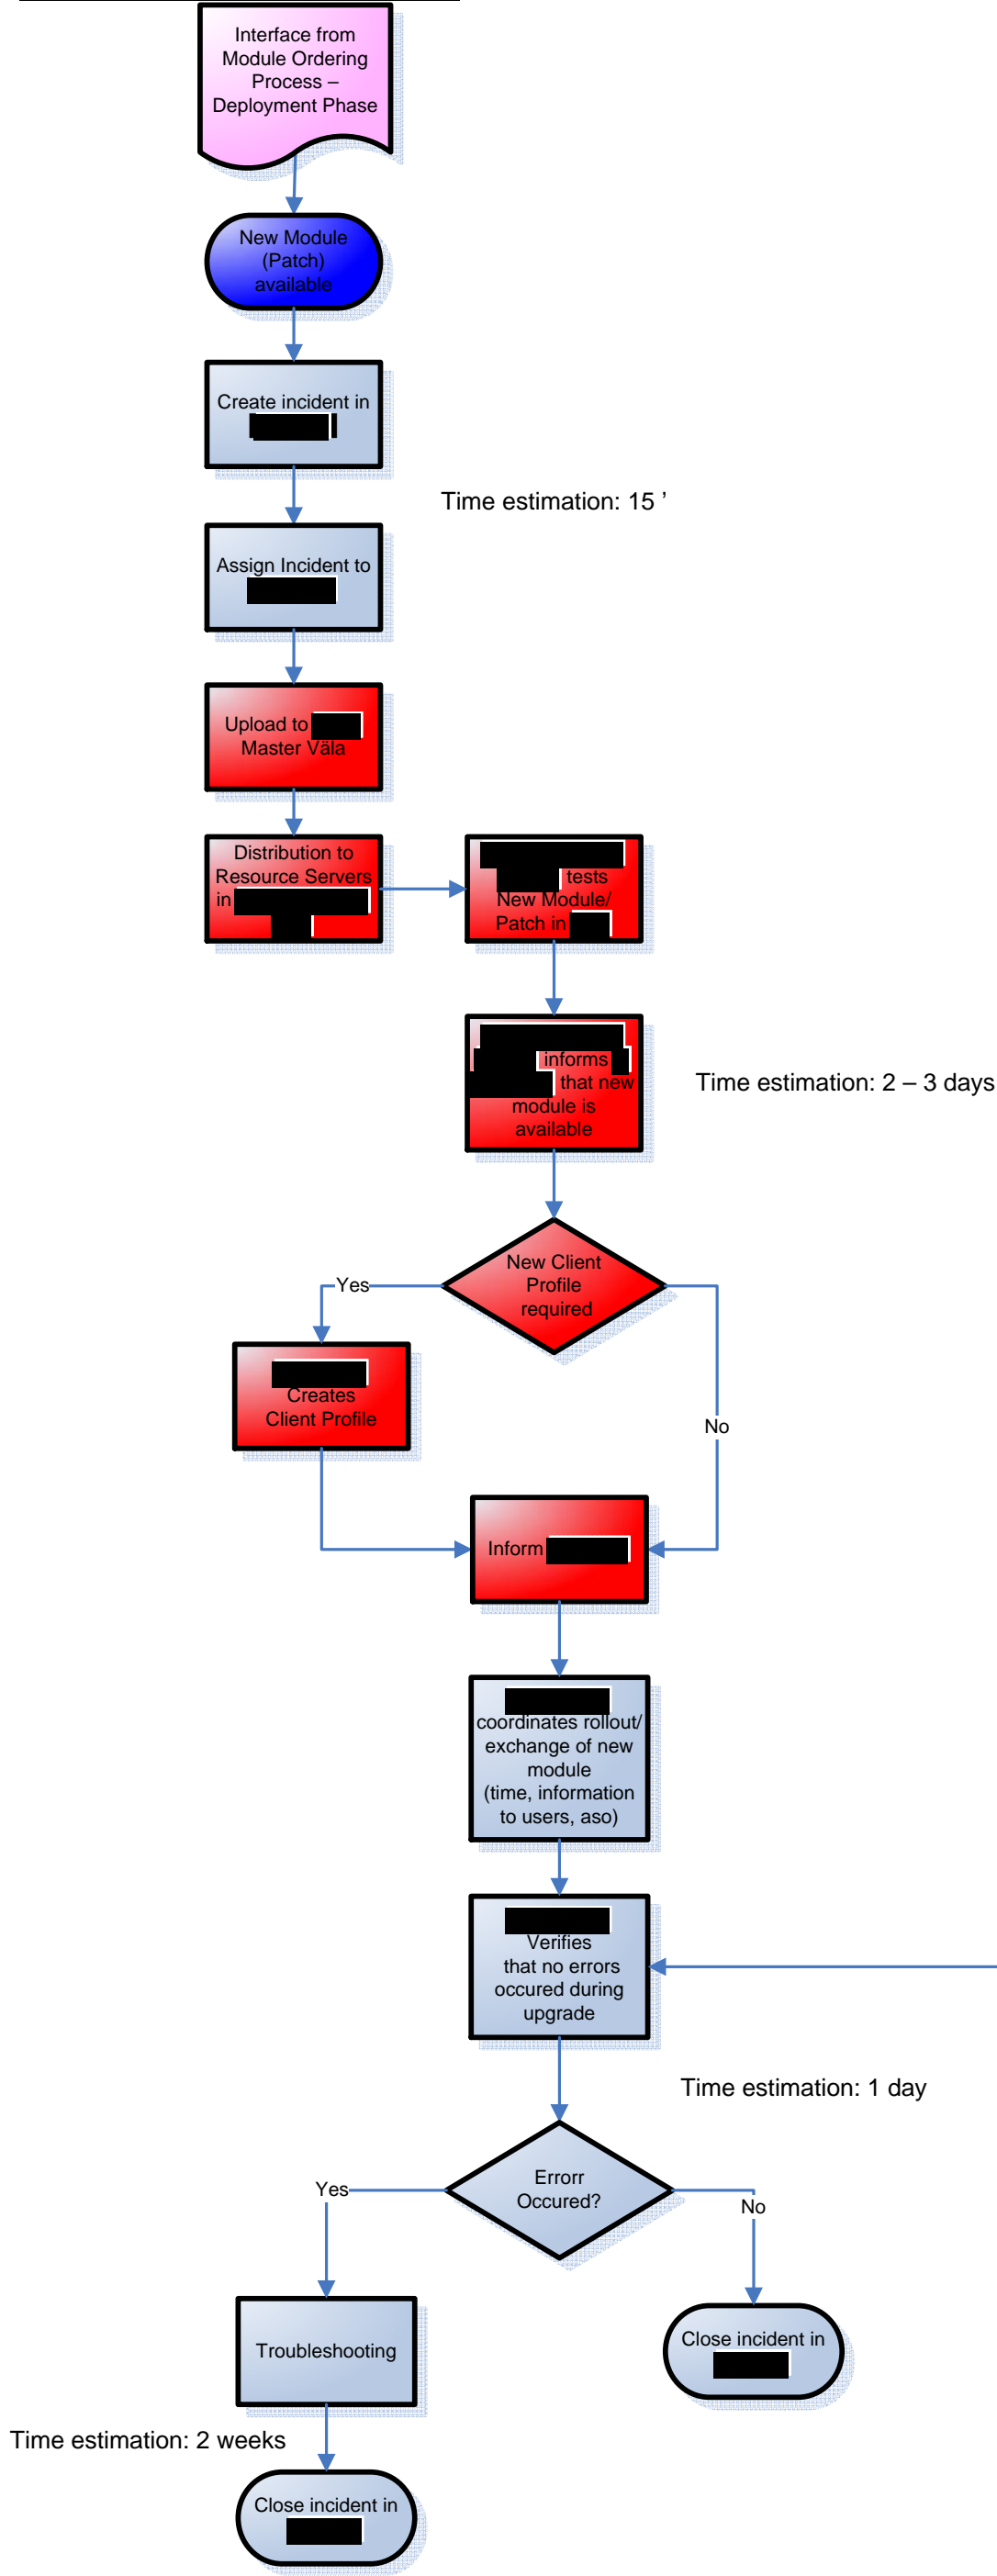 Interface from
Module Ordering
Process –
Deployment Phase
New Module
(Patch)
available
Create incident in
Time estimation: 15 ’
Assign Incident to
Upload to
Master Väla
Distribution to
Resource Servers
in
tests
New Module/
Patch in
informs
that new
module is
available
Time estimation: 2 – 3 days
New Client
Profile
required
Yes
No
Creates
Client Profile
Inform
coordinates rollout/
exchange of new
module
(time, information
to users, aso)
Verifies
that no errors
occured during
upgrade
Time estimation: 1 day
Errorr
Occured?
Yes
No
Troubleshooting
Close incident in
Time estimation: 2 weeks
Close incident in